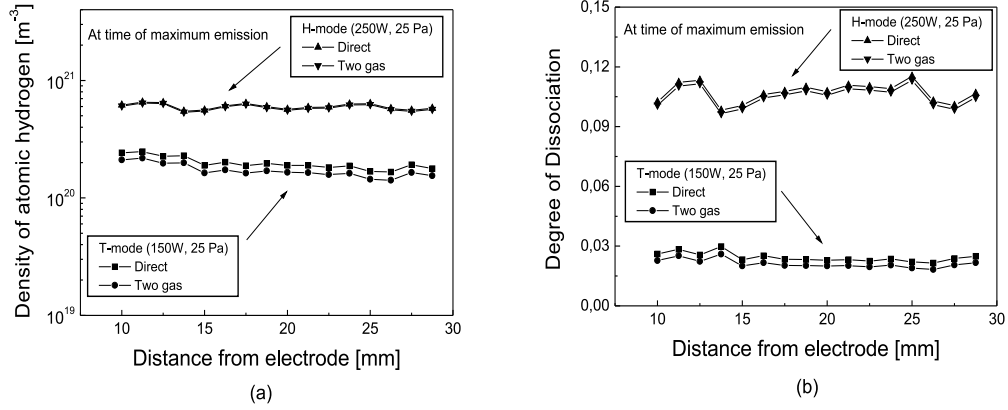 At time of maximum emission
H-mode (250W, 25 Pa)
Direct
Two gas
Density of atomic hydrogen [m⁻³]
10²¹
10²⁰
10¹⁹
T-mode (150W, 25 Pa)
Direct
Two gas
10 15 20 25 30
Distance from electrode [mm]
(a)
At time of maximum emission
H-mode (250W, 25 Pa)
Direct
Two gas
Degree of Dissociation
0,15
0,12
0,09
0,06
0,03
0,00
T-mode (150W, 25 Pa)
Direct
Two gas
10 15 20 25 30
Distance from electrode [mm]
(b)